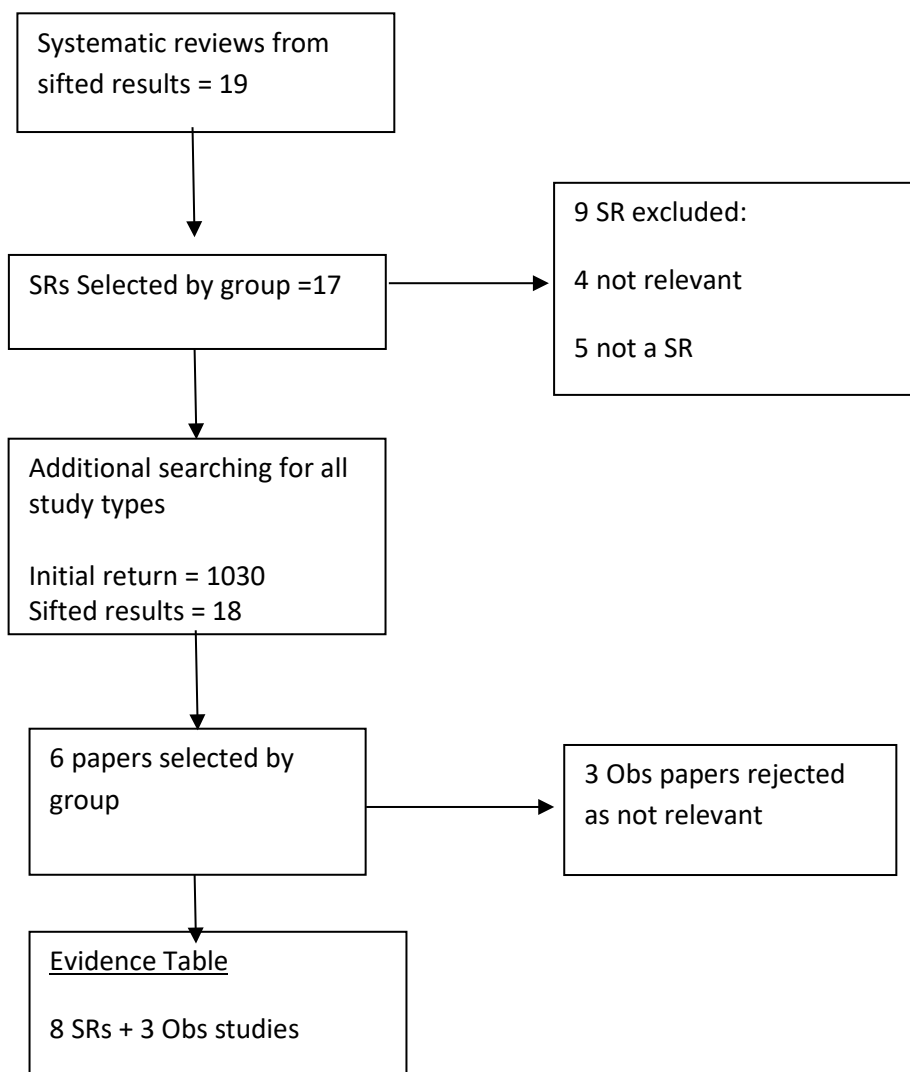 Systematic reviews from
sifted results = 19
9 SR excluded:
4 not relevant
5 not a SR
SRs Selected by group =17
Additional searching for all
study types
Initial return = 1030
Sifted results = 18
6 papers selected by
group
3 Obs papers rejected
as not relevant
Evidence Table
8 SRs + 3 Obs studies